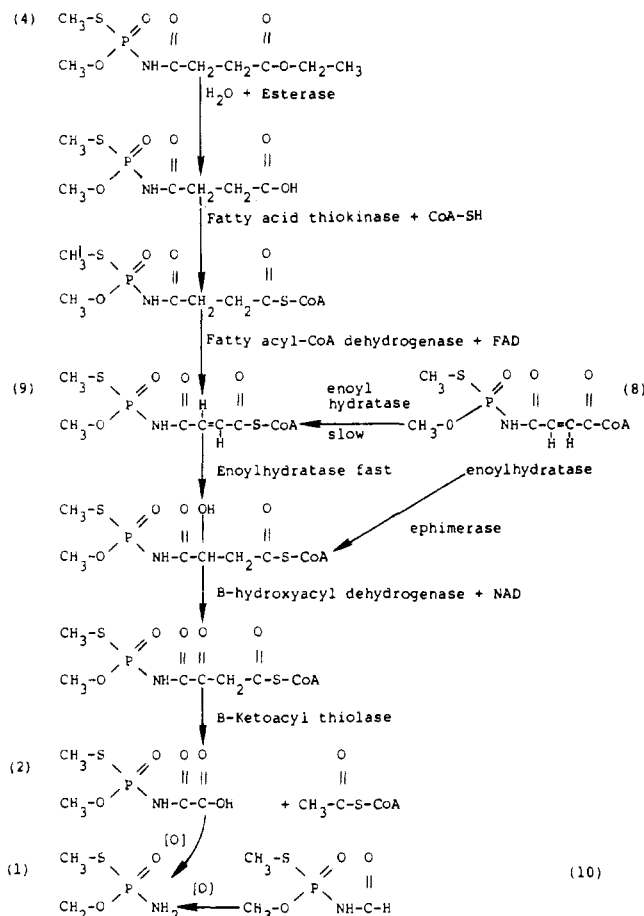 (4) CH3-S O O O
P
CH3-O NH-C-CH2-CH2-C-O-CH2-CH3
H2O + Esterase
CH3-S O O O
P
CH3-O NH-C-CH2-CH2-C-OH
Fatty acid thiokinase + CoA-SH
CH3-S O O O
P
CH3-O NH-C-CH2-CH2-C-S-CoA
Fatty acyl-CoA dehydrogenase + FAD
(9) CH3-S O O H O
P
CH3-O NH-C-C=C-C-S-CoA
H
enoyl
hydratase
slow
O O (8)
CH3-S O
P
CH3-O NH-C-C=C-C-CoA
H H
Enoylhydratase fast
enoylhydratase
ephimerase
CH3-S O O OH O
P
CH3-O NH-C-CH-CH2-C-S-CoA
B-hydroxyacyl dehydrogenase + NAD
CH3-S O O O O
P
CH3-O NH-C-C-CH2-C-S-CoA
B-Ketoacyl thiolase
(2) CH3-S O O O O
P
CH3-O NH-C-C-Oh + CH3-C-S-CoA
[O]
(1) CH3-S O
P
CH3-O NH2
[O]
CH3-S O O (10)
P
CH3-O NH-C-H